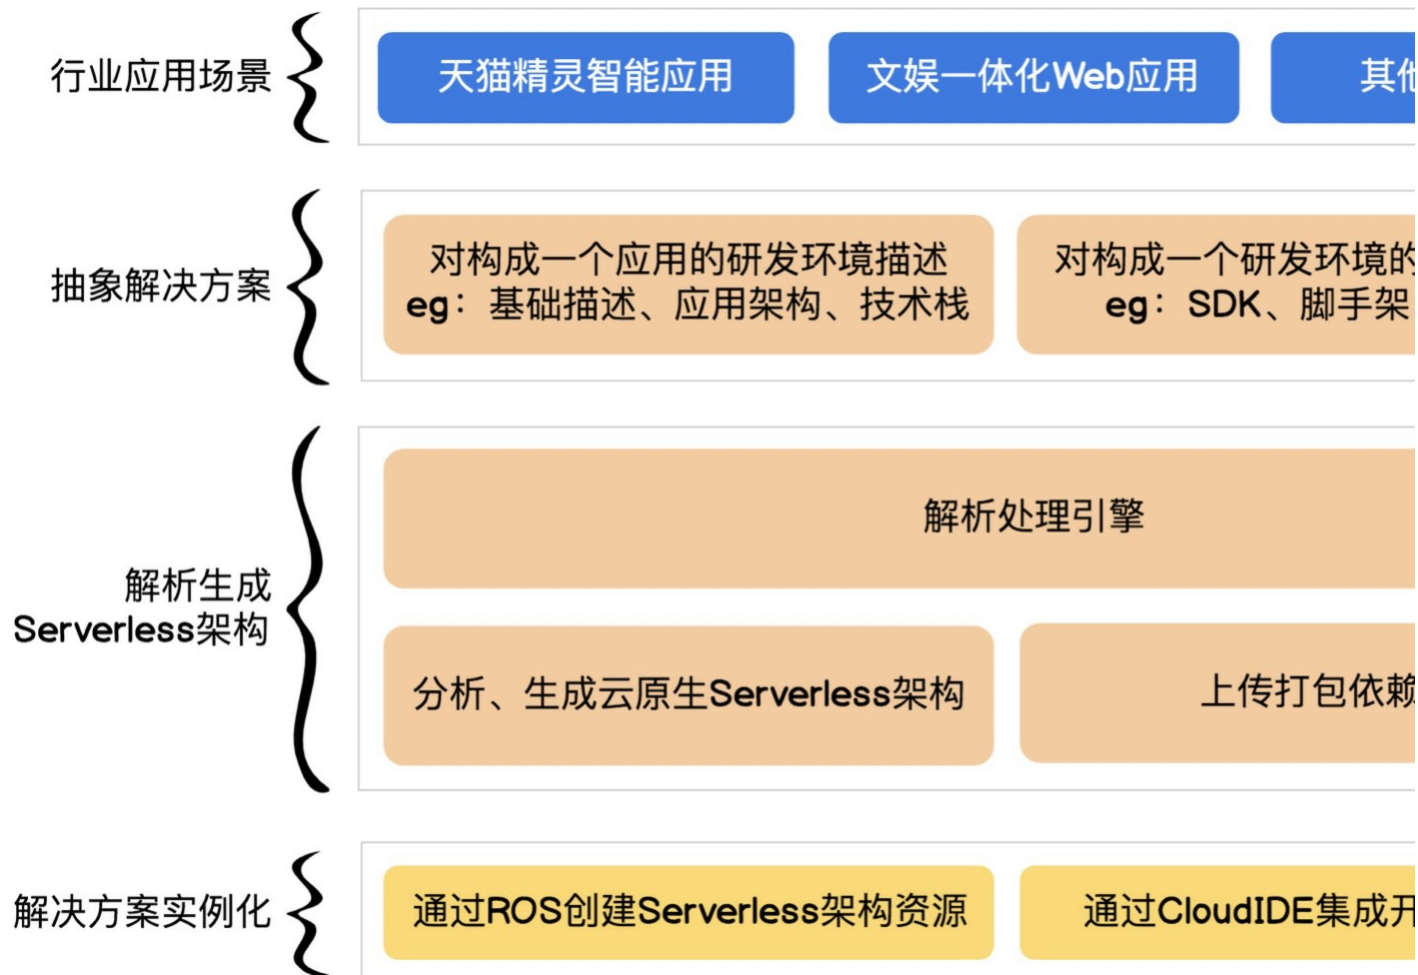 行业应用场景
天猫精灵智能应用
文娱一体化Web应用
其他
抽象解决方案
对构成一个应用的研发环境描述
eg：基础描述、应用架构、技术栈
对构成一个研发环境的
eg：SDK、脚手架
解析生成
Serverless架构
解析处理引擎
分析、生成云原生Serverless架构
上传打包依赖
解决方案实例化
通过ROS创建Serverless架构资源
通过CloudIDE集成开